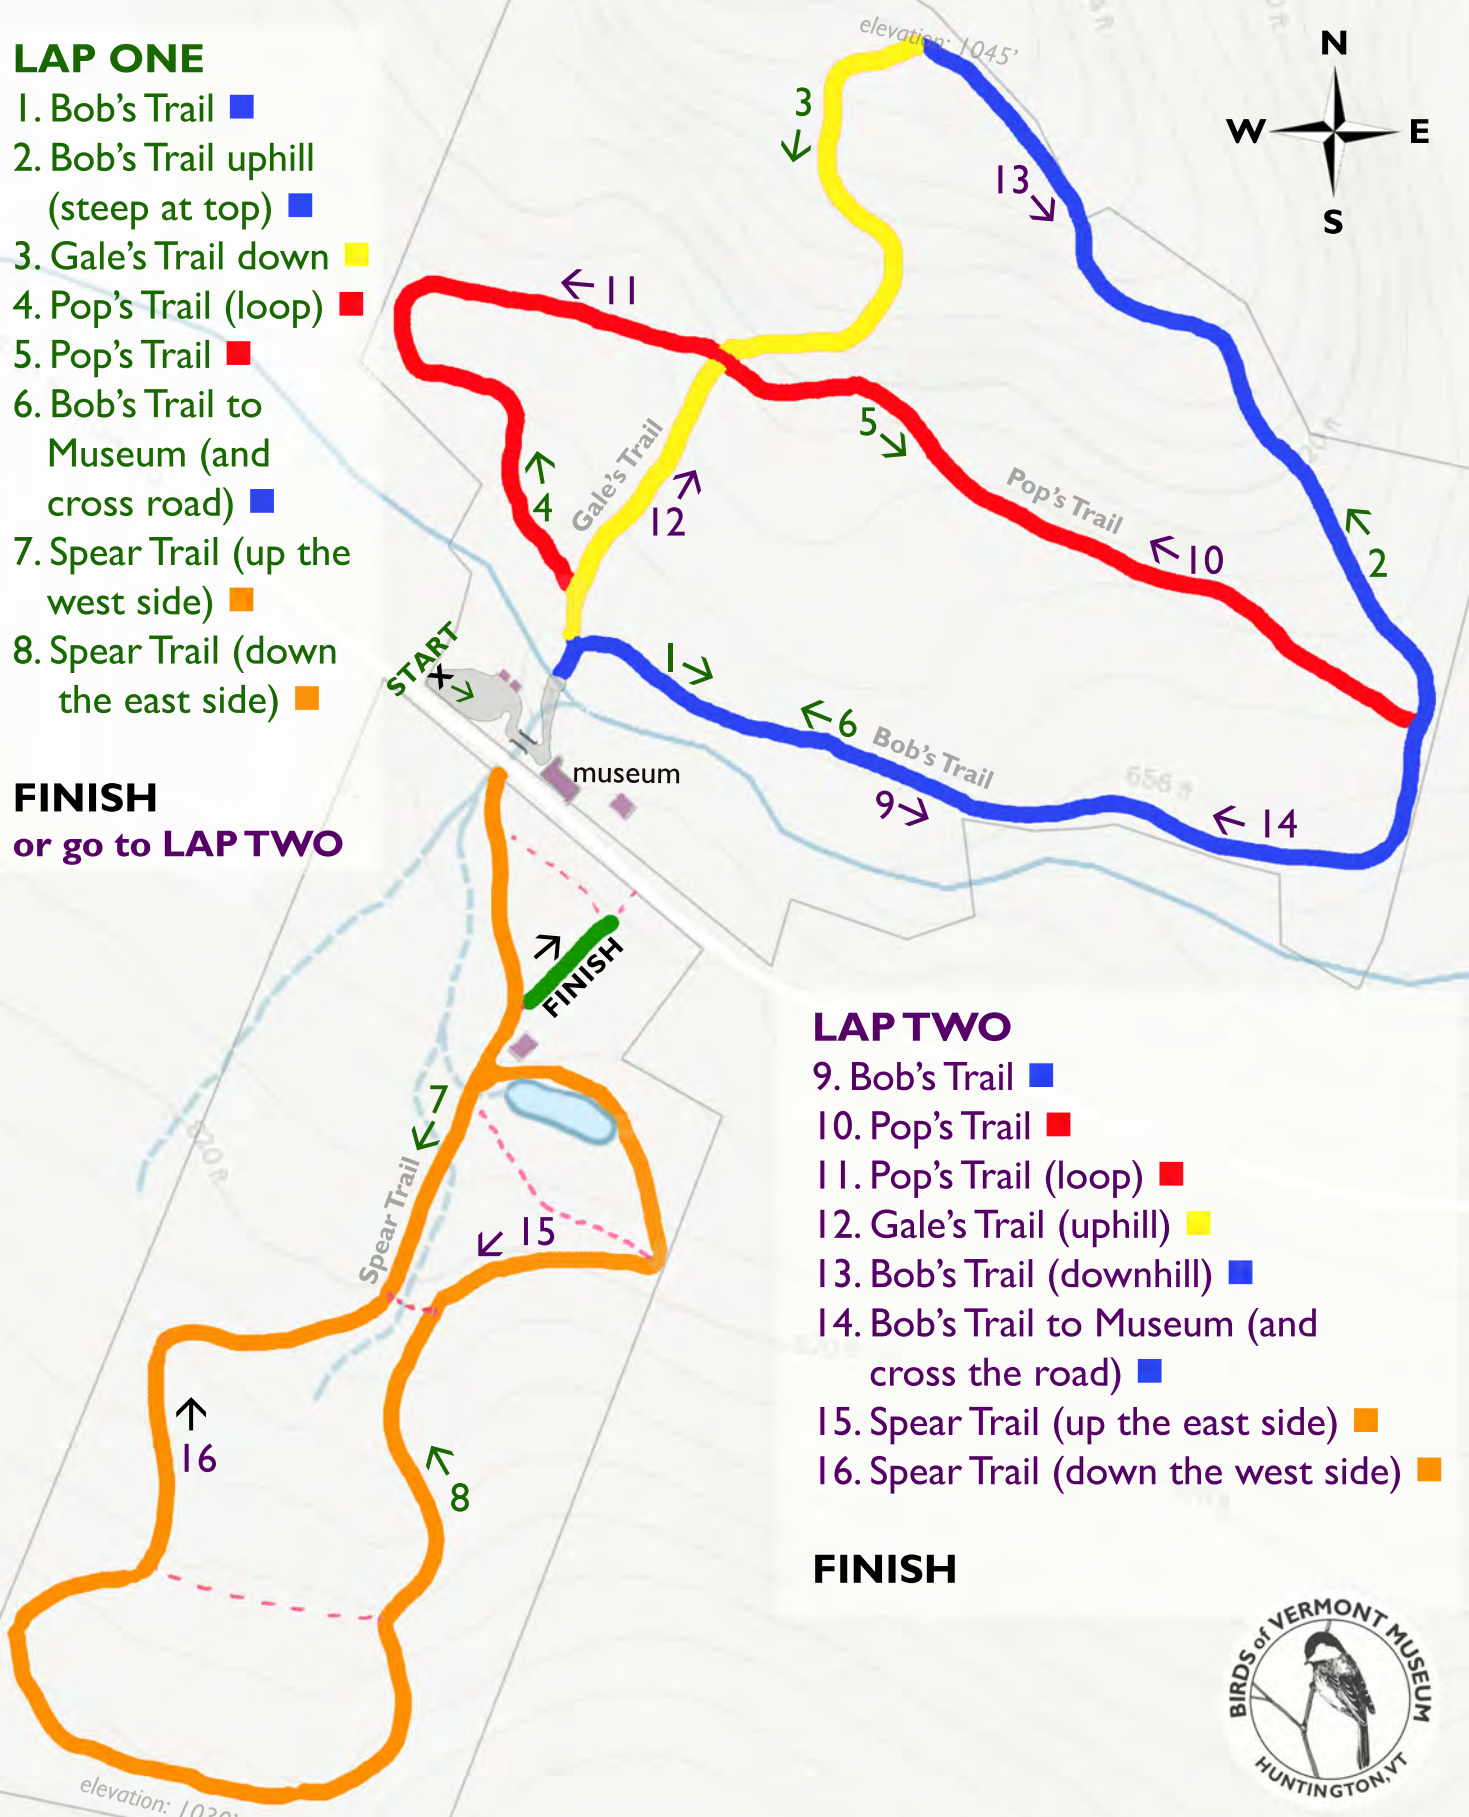 LAP ONE
1. Bob's Trail
2. Bob's Trail uphill
(steep at top)
3. Gale's Trail down
4. Pop's Trail (loop)
5. Pop's Trail
6. Bob's Trail to
Museum (and
cross road)
7. Spear Trail (up the
west side)
8. Spear Trail (down
the east side)
FINISH
or go to LAP TWO
elevation: 1045'
N
W
E
S
3
13
11
5
Gale's Trail
4
12
Pop's Trail
10
2
START
X
1
6
Bob's Trail
656 ft
museum
9
14
FINISH
7
820 ft
Spear Trail
15
16
8
elevation: 1030'
LAP TWO
9. Bob's Trail
10. Pop's Trail
11. Pop's Trail (loop)
12. Gale's Trail (uphill)
13. Bob's Trail (downhill)
14. Bob's Trail to Museum (and
cross the road)
15. Spear Trail (up the east side)
16. Spear Trail (down the west side)
FINISH
BIRDS of VERMONT MUSEUM
HUNTINGTON, VT